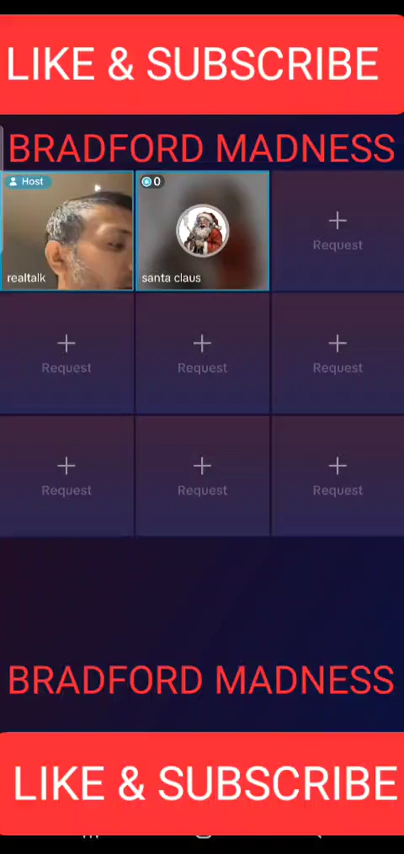 LIKE & SUBSCRIBE
BRADFORD MADNESS
Host
0
realtalk
santa claus
Request
Request
Request
Request
Request
Request
Request
BRADFORD MADNESS
LIKE & SUBSCRIBE